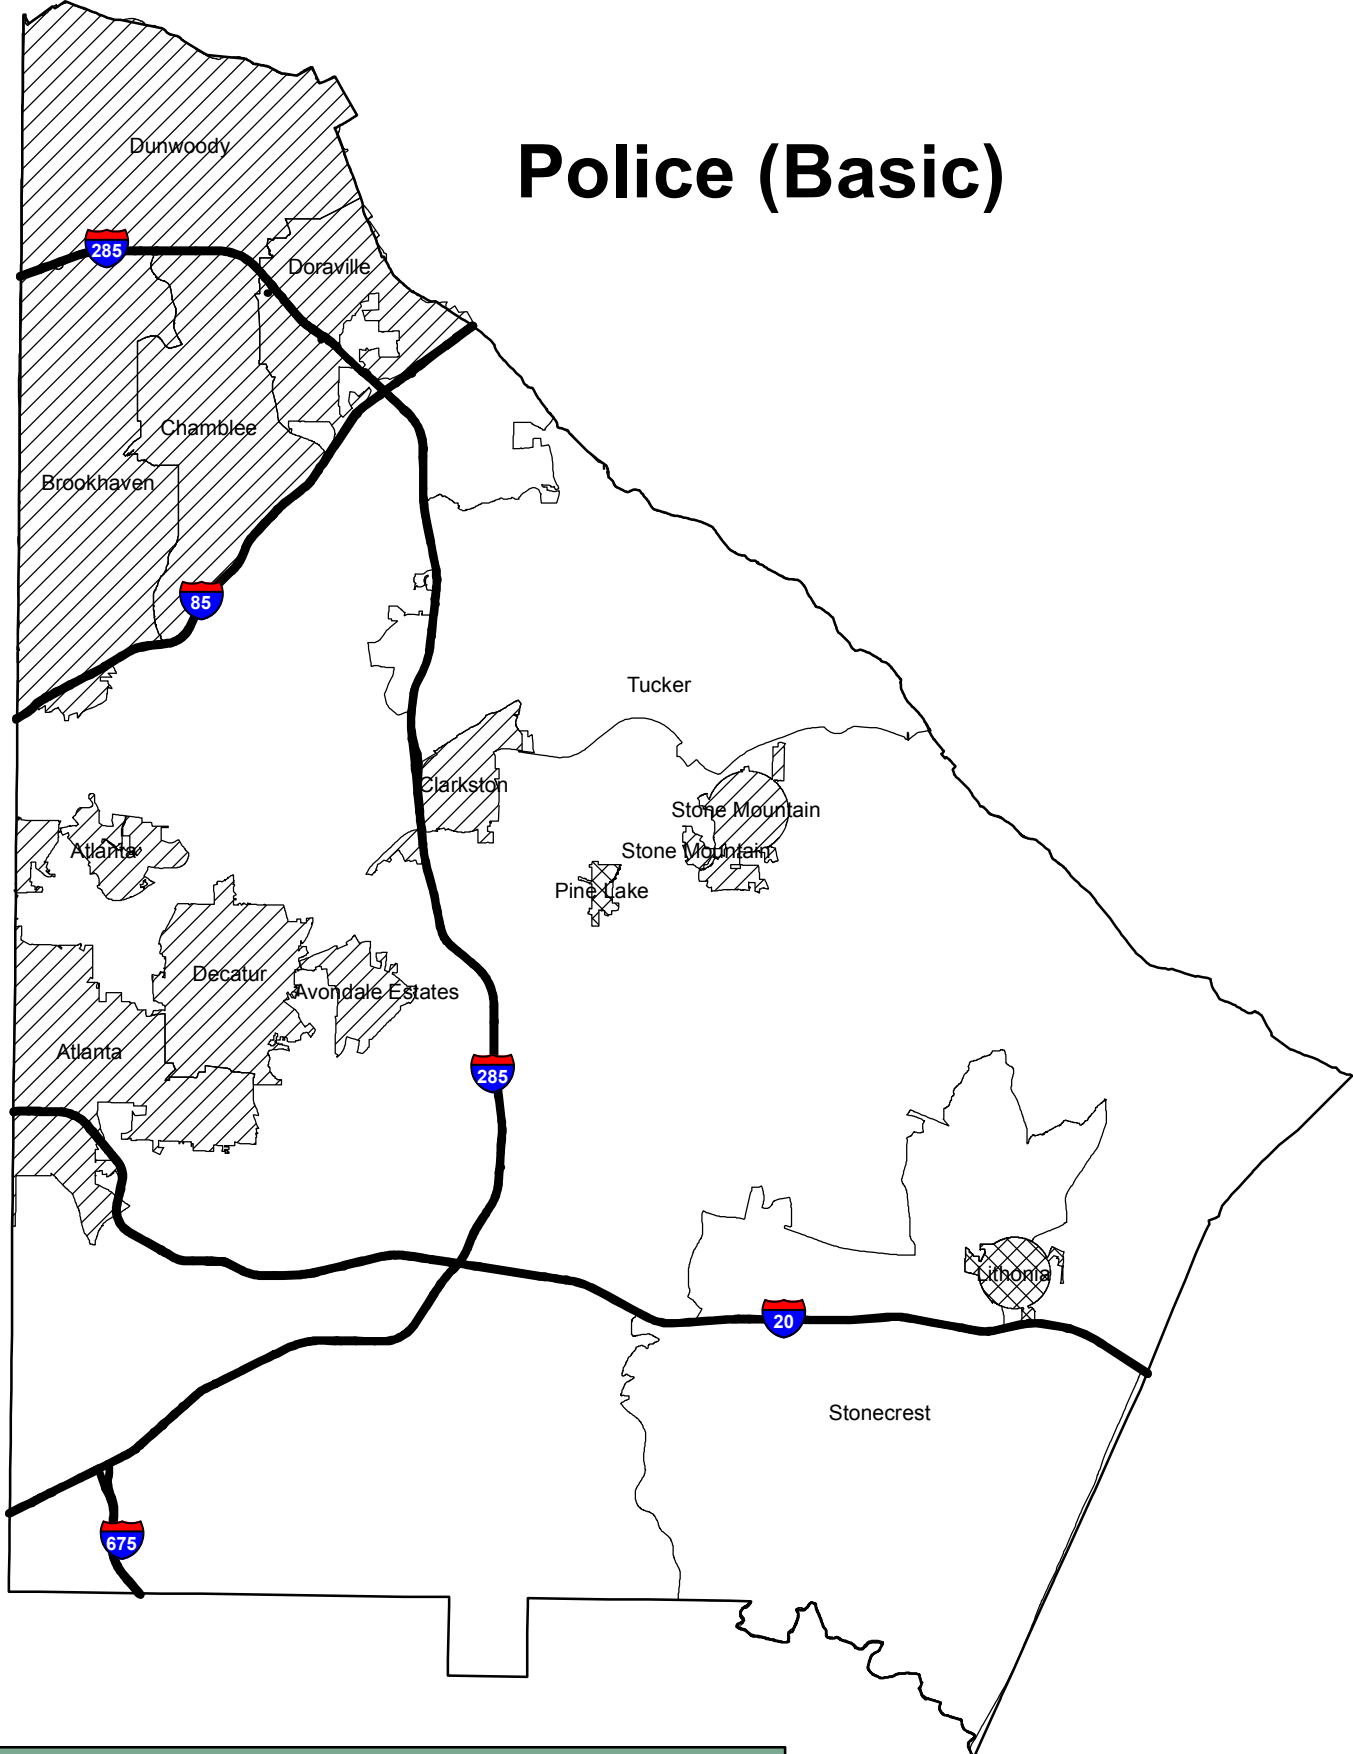 Dunwoody
Police (Basic)
285
Doraville
Chamblee
Brookhaven
85
Tucker
Clarkston
Stone Mountain
Atlanta
Stone Mountain
Pine Lake
Decatur
Avondale Estates
Atlanta
285
Lithonia
20
Stonecrest
675